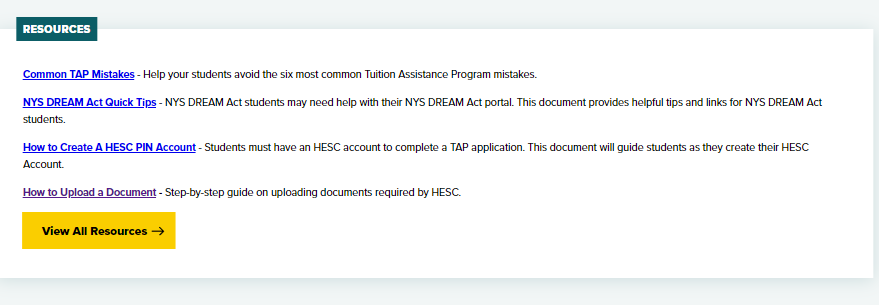 RESOURCES
Common TAP Mistakes - Help your students avoid the six most common Tuition Assistance Program mistakes.
NYS DREAM Act Quick Tips - NYS DREAM Act students may need help with their NYS DREAM Act portal. This document provides helpful tips and links for NYS DREAM Act
students.
How to Create A HESC PIN Account - Students must have an HESC account to complete a TAP application. This document will guide students as they create their HESC
Account.
How to Upload a Document - Step-by-step guide on uploading documents required by HESC.
View All Resources →